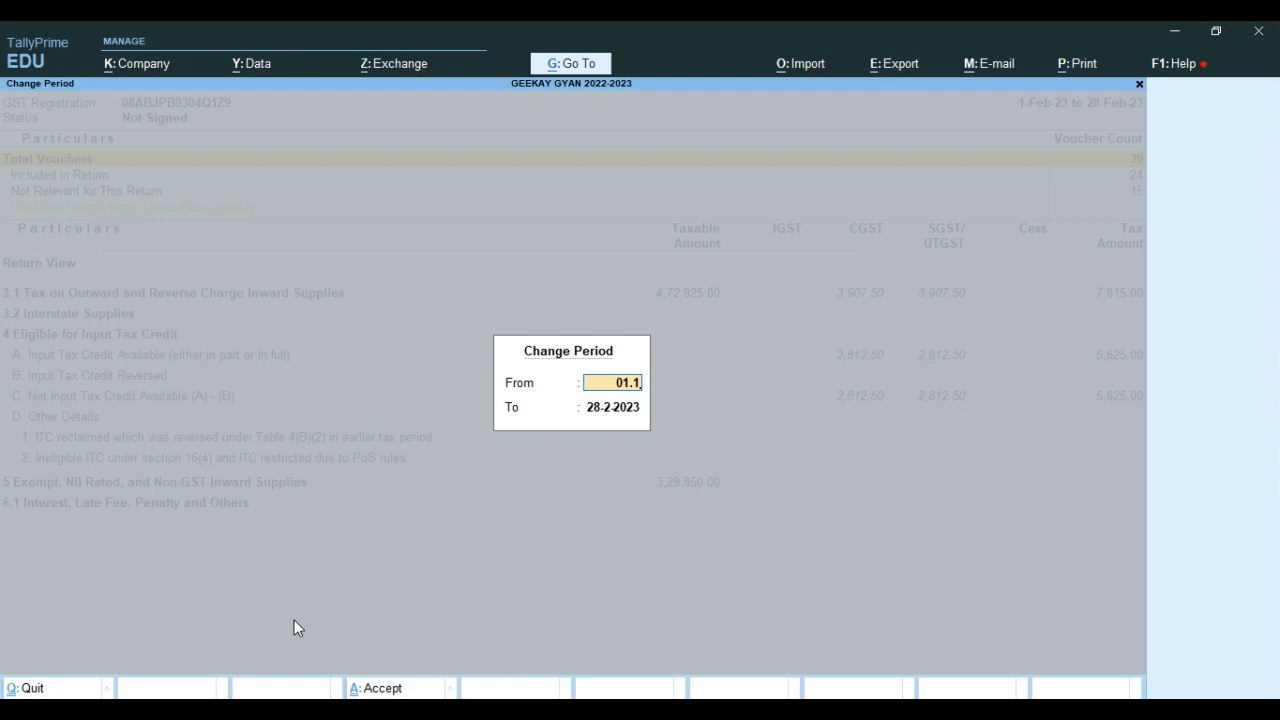 TallyPrime
EDU
MANAGE
K: Company
Y: Data
Z: Exchange
G: Go To
O: Import
E: Export
M: E-mail
P: Print
F1: Help
Change Period
GEEKAY GYAN 2022-2023
GST Registration : 08ABJPB9304Q1Z9
1-Feb-23 to 28-Feb-23
Status : Not Signed
Particulars Voucher Count
Total Vouchers 39
Included in Return 24
Not Relevant for This Return 15
Particulars Taxable Amount IGST CGST SGST/ UTGST Cess Tax Amount
Return View
3.1 Tax on Outward and Reverse Charge Inward Supplies 4,72,925.00 3,907.50 3,907.50 7,815.00
3.2 Interstate Supplies
4 Eligible for Input Tax Credit
A. Input Tax Credit Available (either in part or in full) 2,812.50 2,812.50 5,625.00
B. Input Tax Credit Reversed
C. Net Input Tax Credit Available (A) - (B) 2,812.50 2,812.50 5,625.00
D. Other Details
1. ITC reclaimed which was reversed under Table 4(B)(2) in earlier tax period
2. Ineligible ITC under section 16(4) and ITC restricted due to PoS rules
5 Exempt, Nil Rated, and Non-GST Inward Supplies 3,29,850.00
6.1 Interest, Late Fee, Penalty and Others
Change Period
From : 01.1.
To : 28-2-2023
Q: Quit
A: Accept